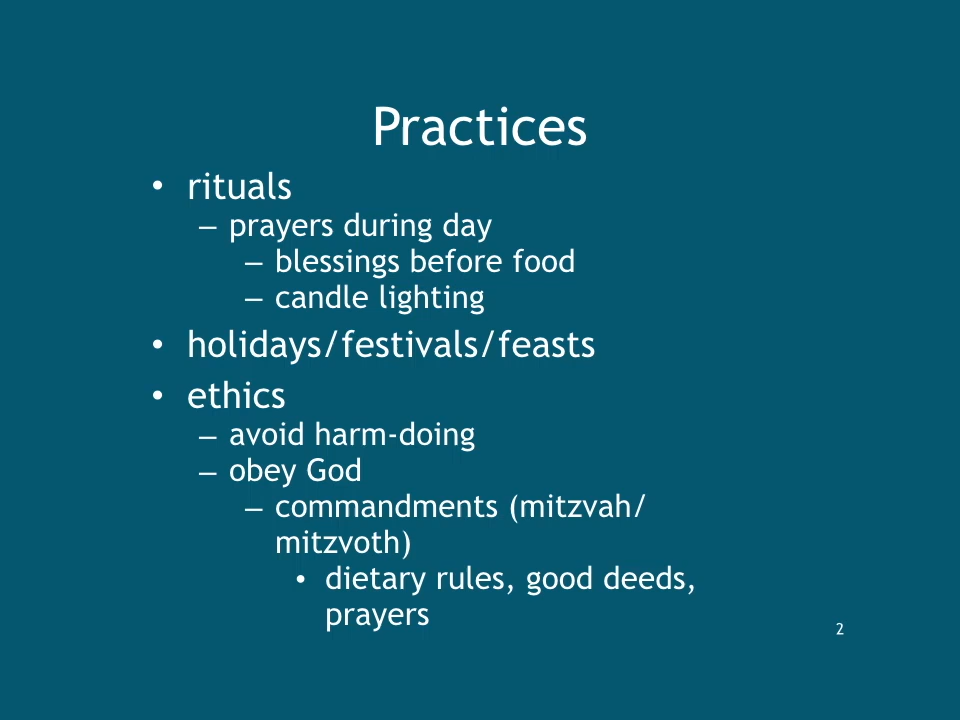 Practices
• rituals
– prayers during day
– blessings before food
– candle lighting
• holidays/festivals/feasts
• ethics
– avoid harm-doing
– obey God
– commandments (mitzvah/
mitzvoth)
• dietary rules, good deeds,
prayers
2